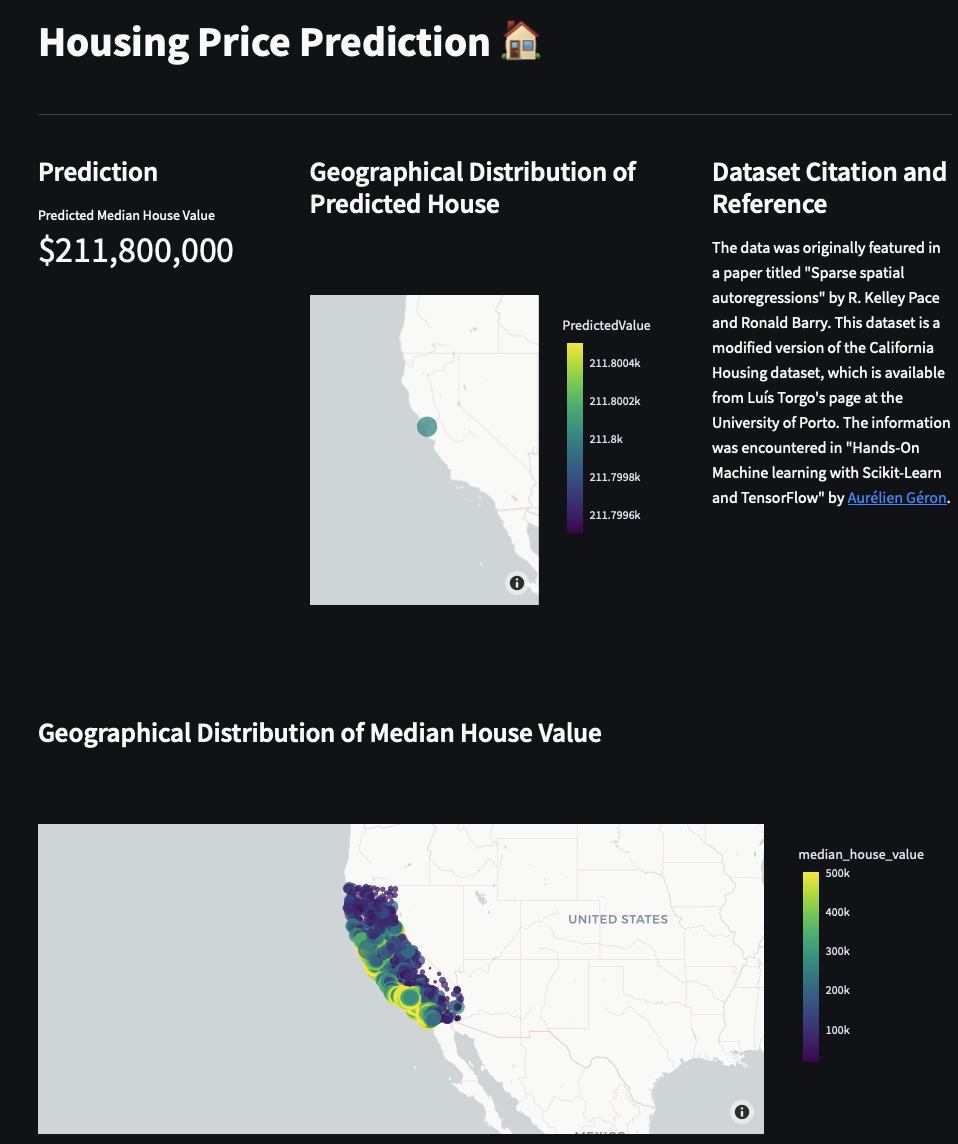 Housing Price Prediction
Prediction
Predicted Median House Value
$211,800,000
Geographical Distribution of
Predicted House
PredictedValue
211.8004k
211.8002k
211.8k
211.7998k
211.7996k
Dataset Citation and
Reference
The data was originally featured in
a paper titled "Sparse spatial
autoregressions" by R. Kelley Pace
and Ronald Barry. This dataset is a
modified version of the California
Housing dataset, which is available
from Luís Torgo's page at the
University of Porto. The information
was encountered in "Hands-On
Machine learning with Scikit-Learn
and TensorFlow" by Aurélien Géron.
Geographical Distribution of Median House Value
UNITED STATES
MEXICO
median_house_value
500k
400k
300k
200k
100k